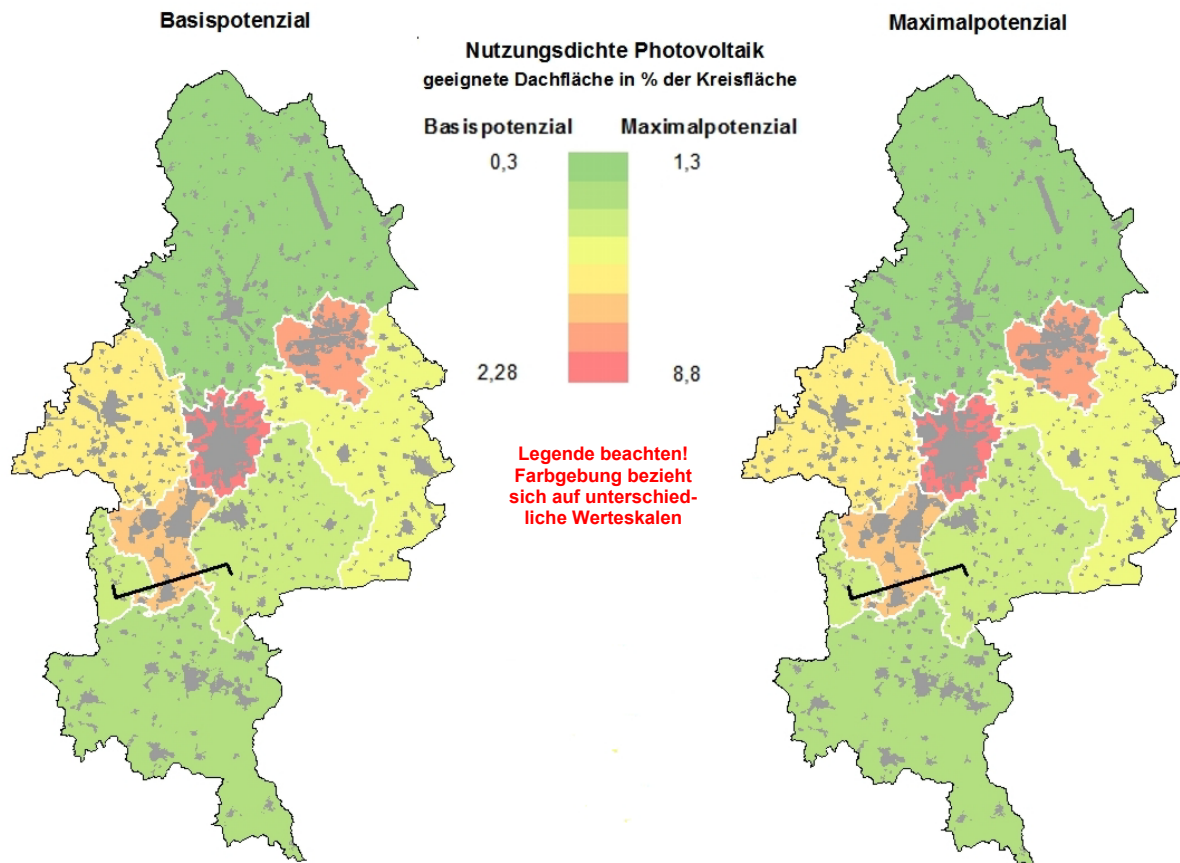 Basispotenzial
Maximalpotenzial
Nutzungsdichte Photovoltaik
geeignete Dachfläche in % der Kreisfläche
Basispotenzial Maximalpotenzial
0,3 1,3
2,28 8,8
Legende beachten!
Farbgebung bezieht
sich auf unterschied-
liche Werteskalen